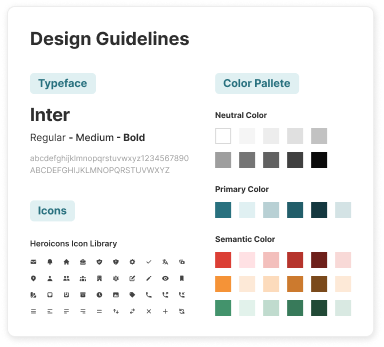 Design Guidelines
Typeface
Inter
Regular - Medium - Bold
abcdefghijklmnopqrstuvwxyz1234567890
ABCDEFGHIJKLMNOPQRSTUVWXYZ
Icons
Heroicons Icon Library
Color Pallete
Neutral Color
Primary Color
Semantic Color